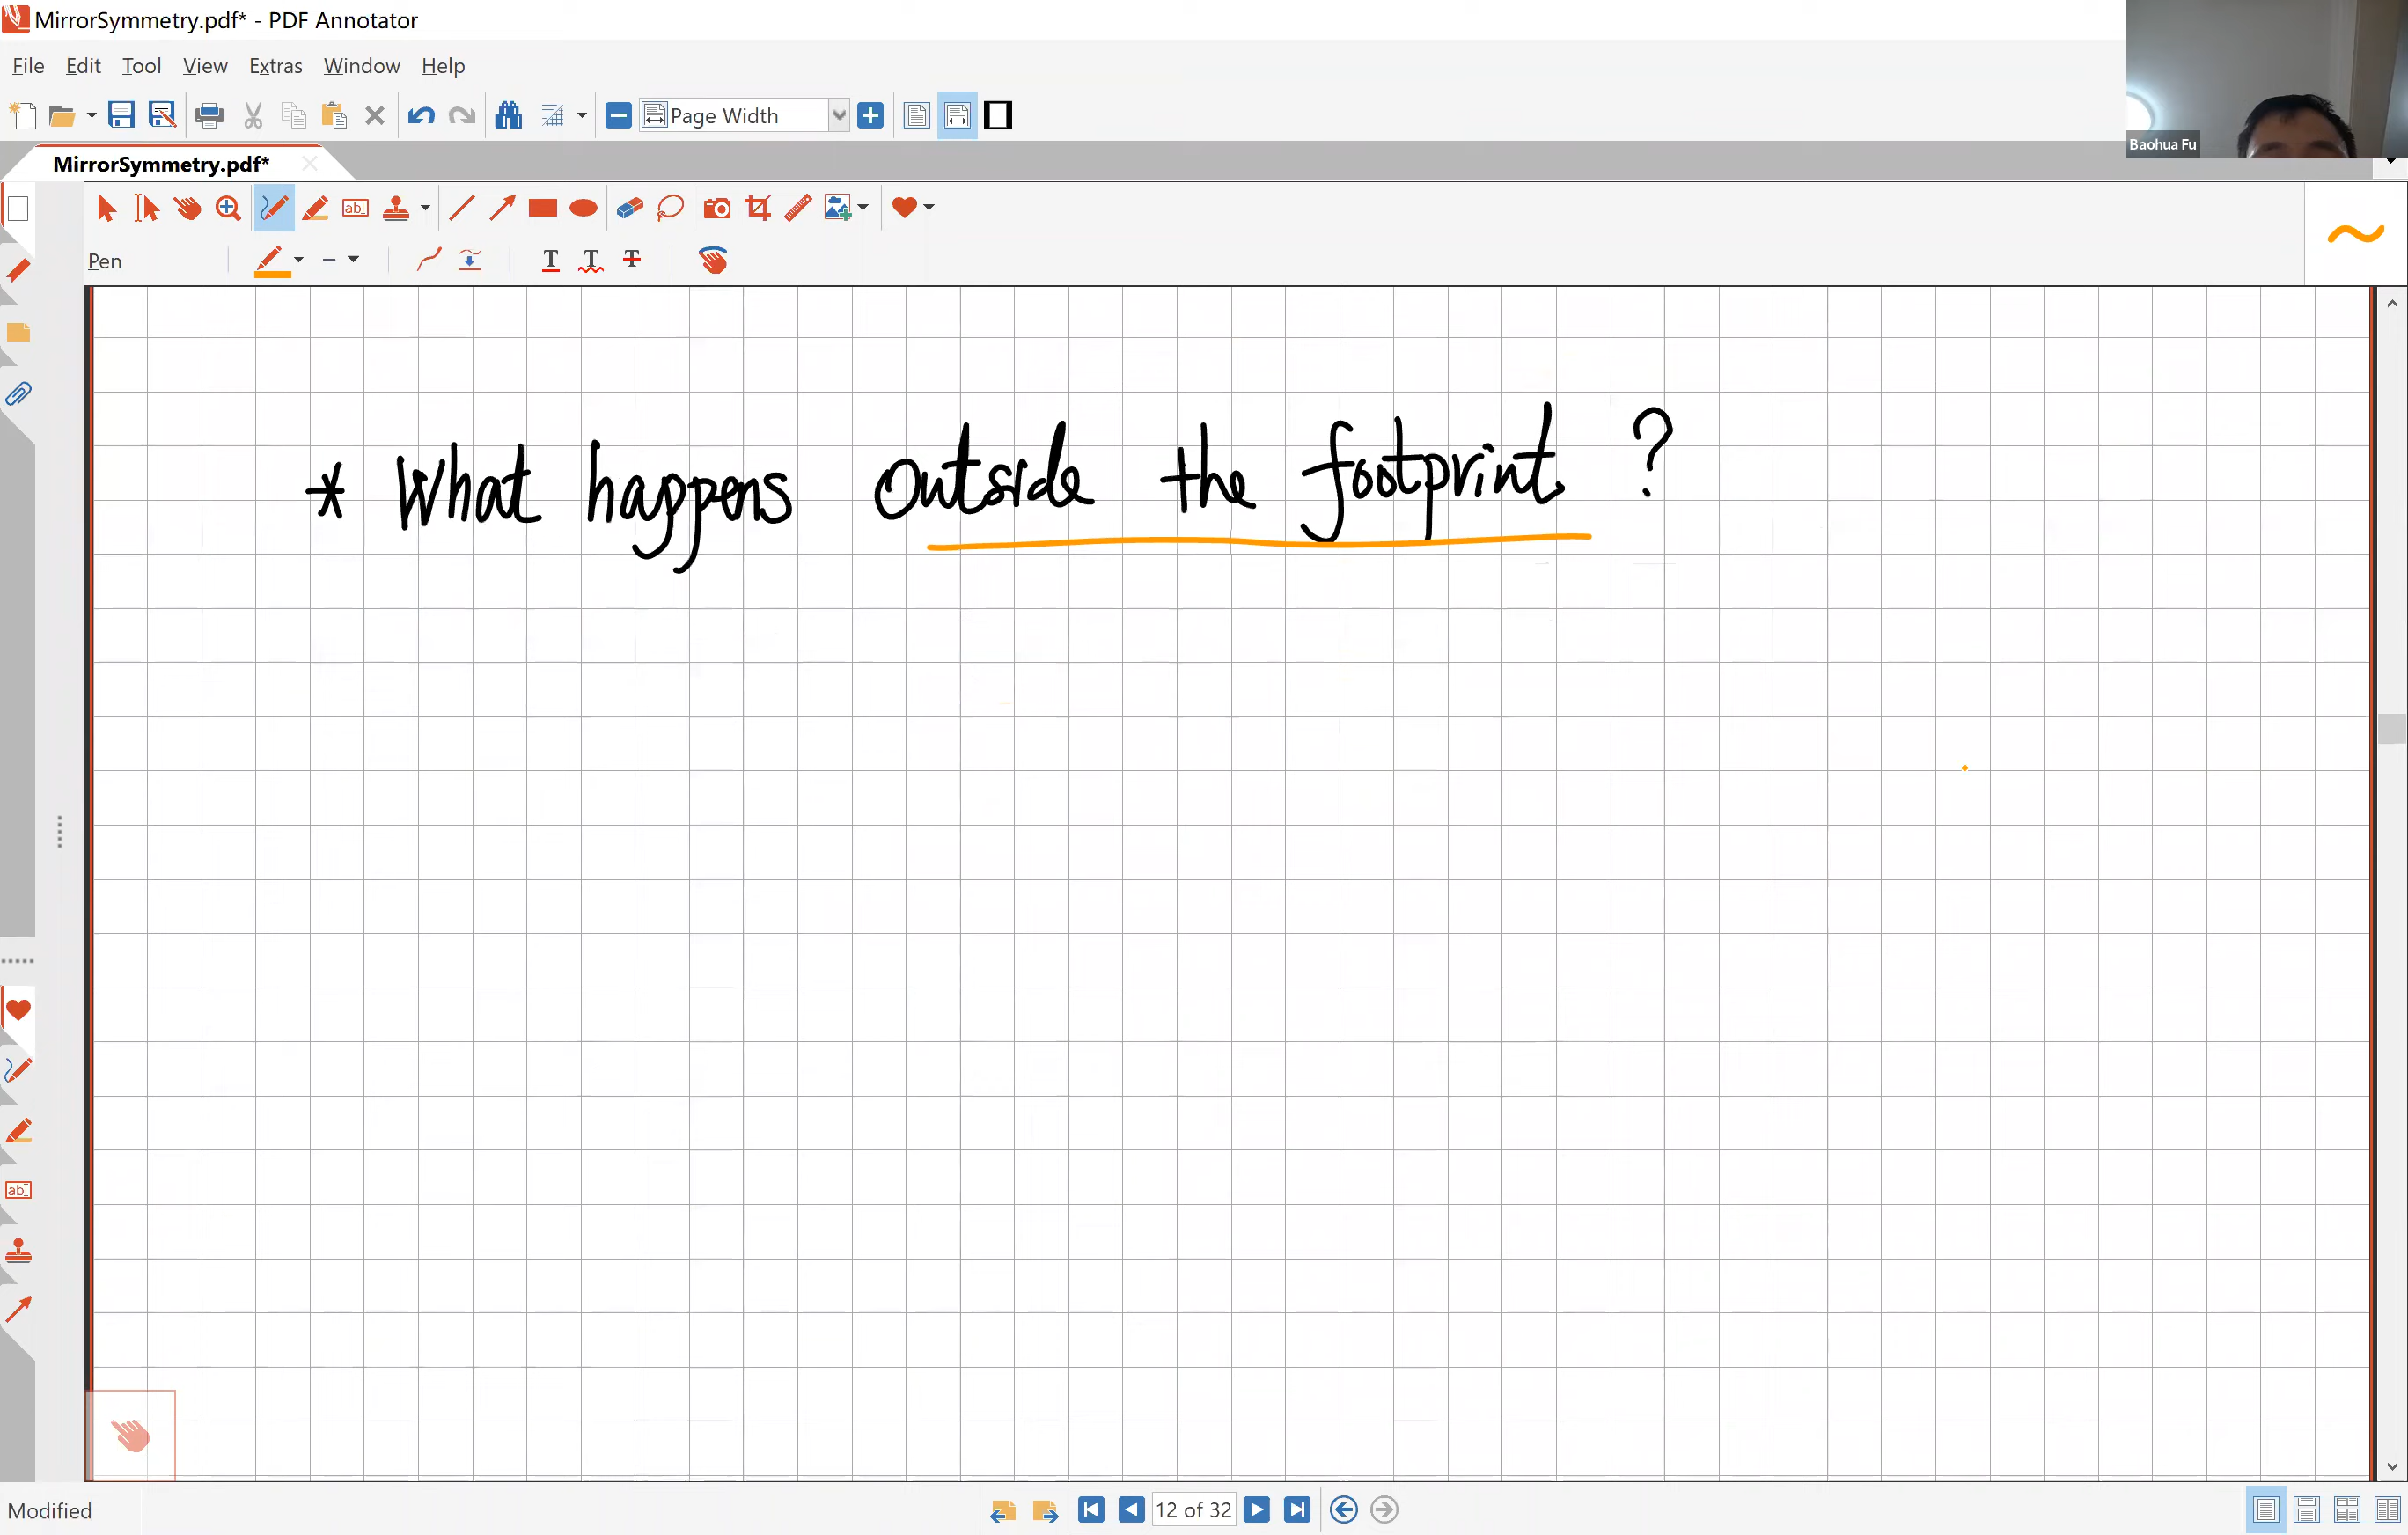 MirrorSymmetry.pdf* - PDF Annotator
File Edit Tool View Extras Window Help
Page Width
Baohua Fu
MirrorSymmetry.pdf*
Pen
* What happens outside the footprint ?
12 of 32
Modified